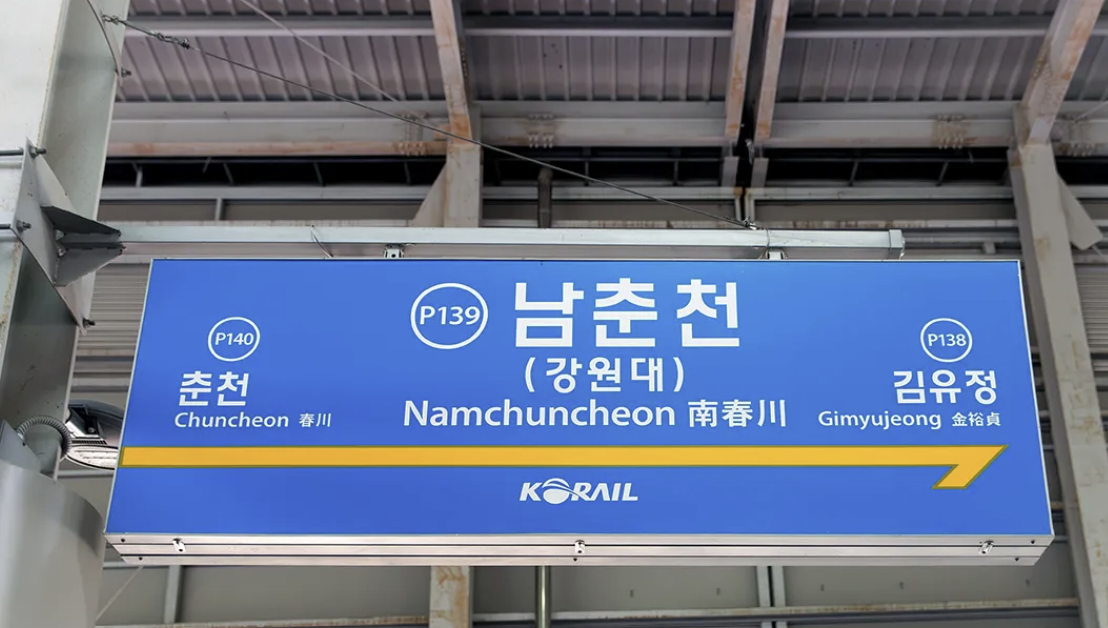 P140
춘천
Chuncheon 春川
P139 남춘천
(강원대)
Namchuncheon 南春川
P138
김유정
Gimyujeong 金裕貞
KORAIL